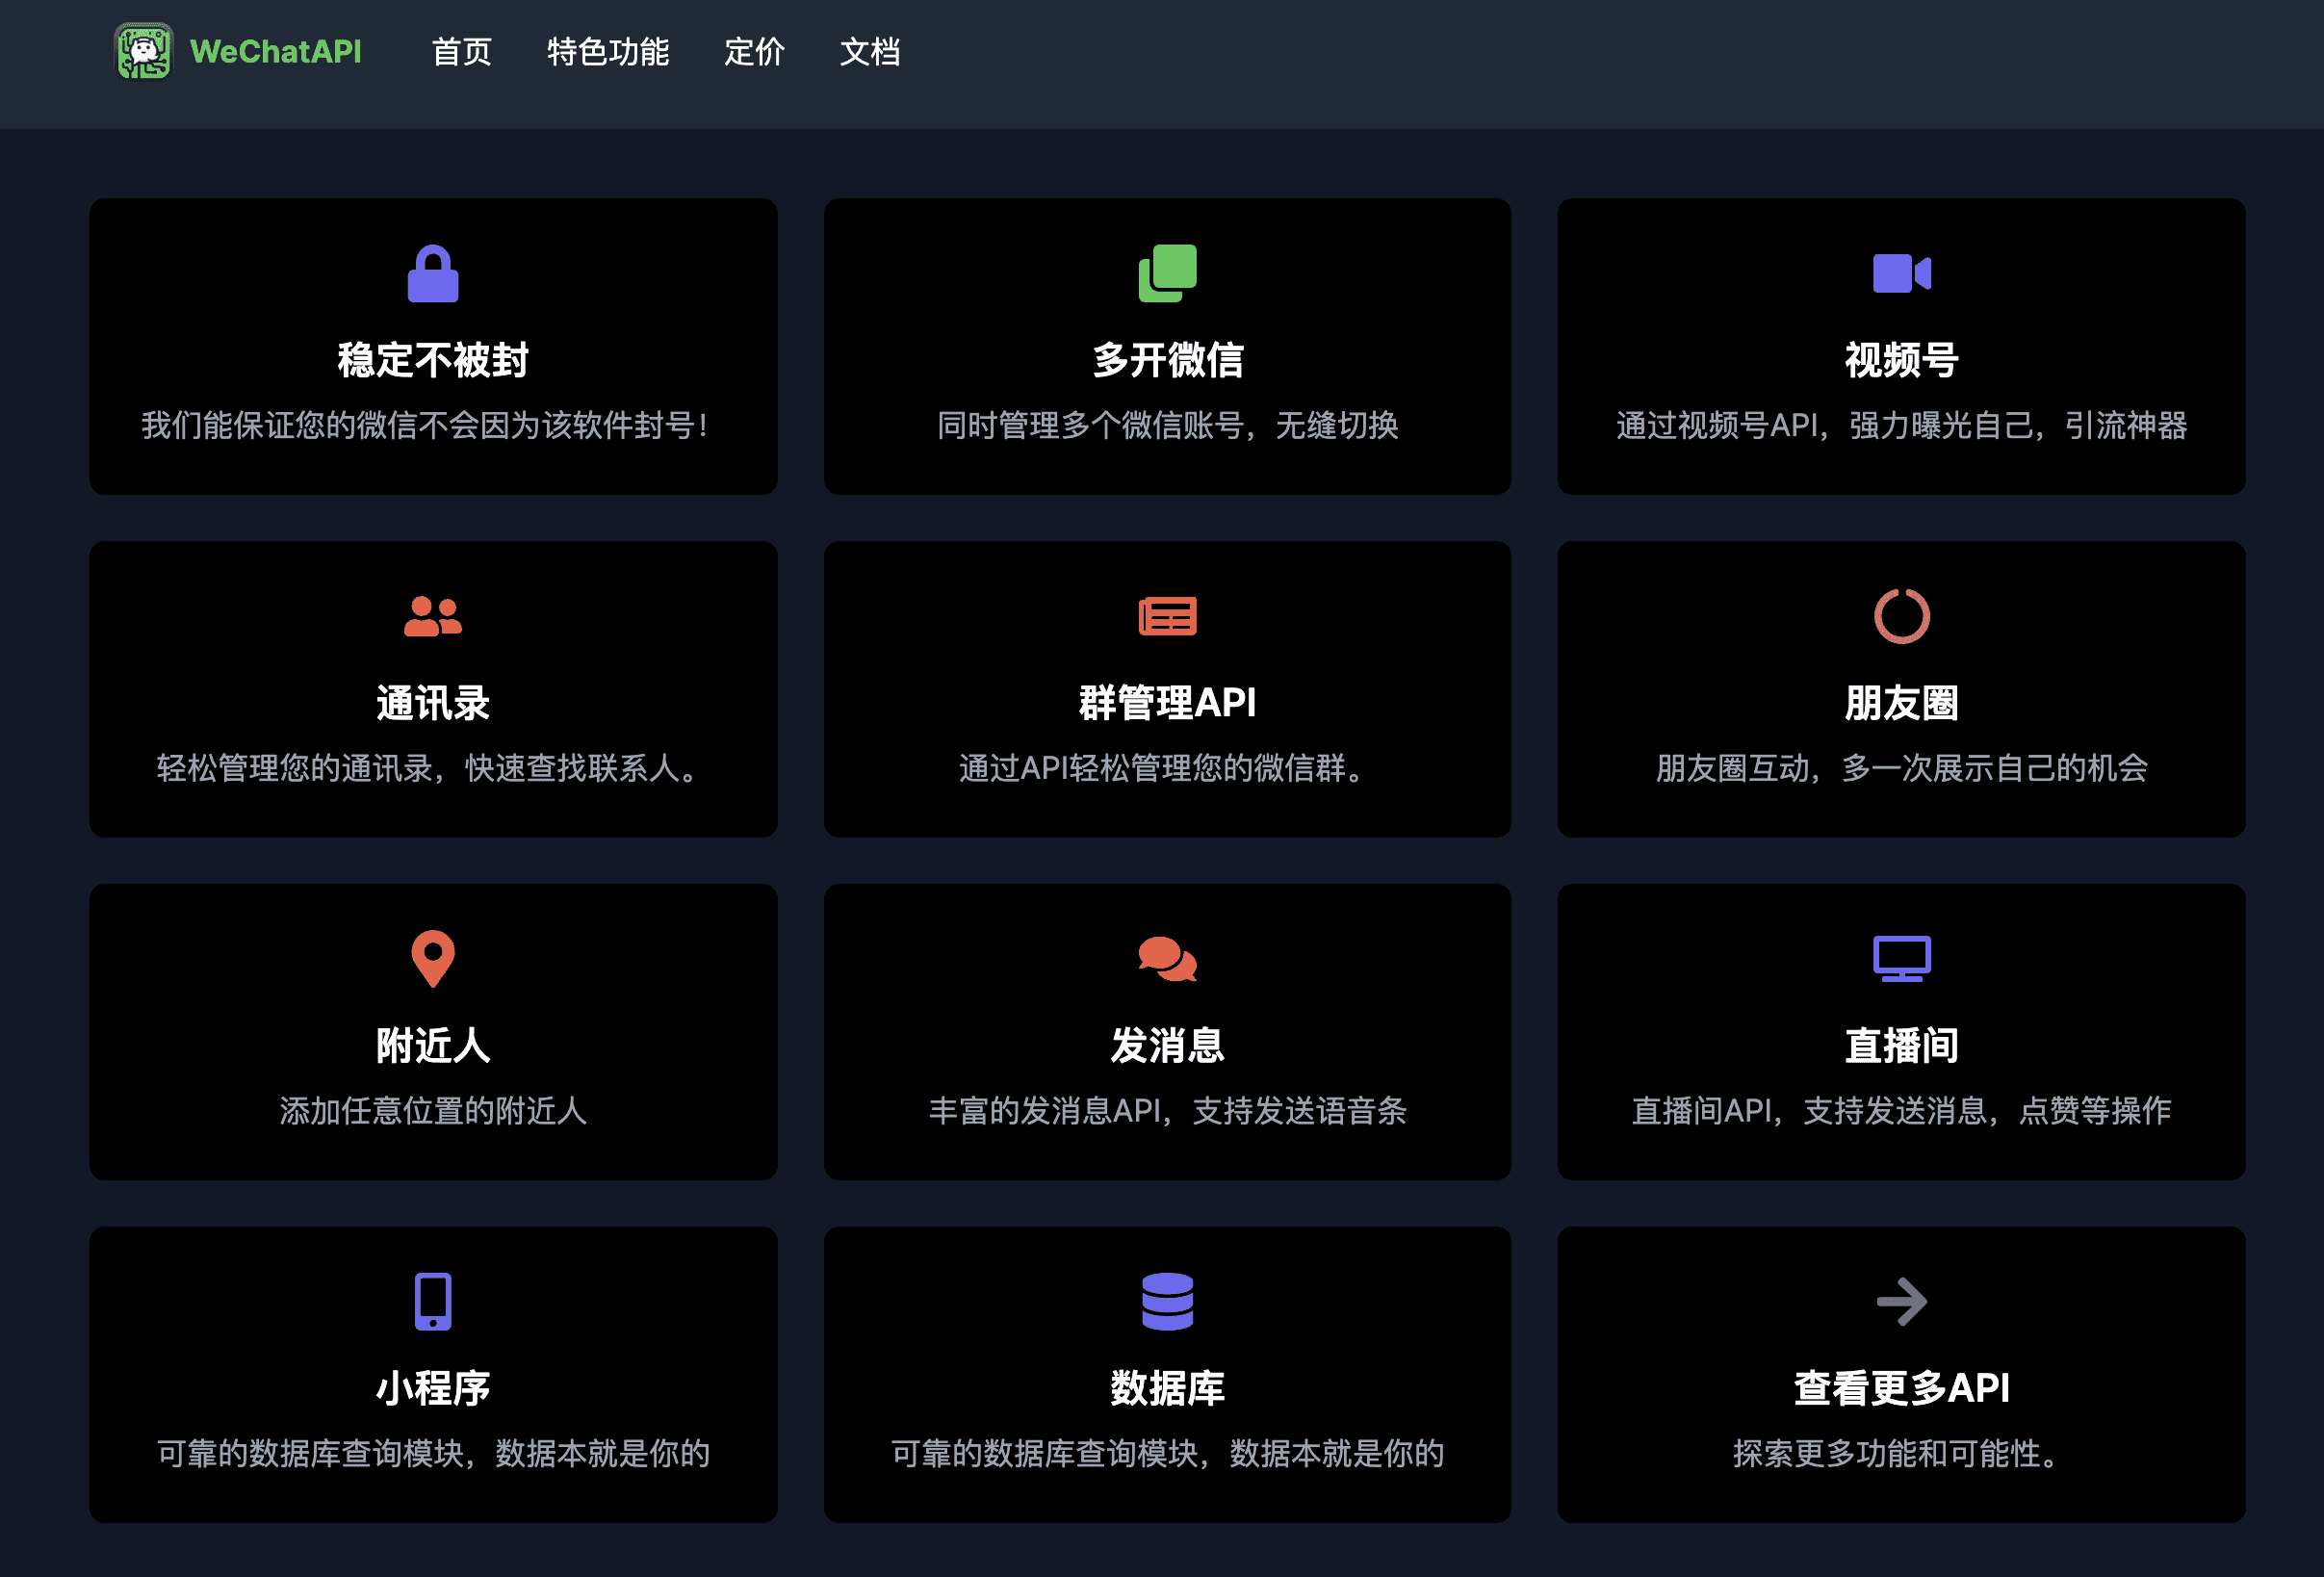 WeChatAPI 首页 特色功能 定价 文档
稳定不被封
我们能保证您的微信不会因为该软件封号!
多开微信
同时管理多个微信账号，无缝切换
视频号
通过视频号API，强力曝光自己，引流神器
通讯录
轻松管理您的通讯录，快速查找联系人。
群管理API
通过API轻松管理您的微信群。
朋友圈
朋友圈互动，多一次展示自己的机会
附近人
添加任意位置的附近人
发消息
丰富的发消息API，支持发送语音条
直播间
直播间API，支持发送消息，点赞等操作
小程序
可靠的数据库查询模块，数据本就是你的
数据库
可靠的数据库查询模块，数据本就是你的
查看更多API
探索更多功能和可能性。